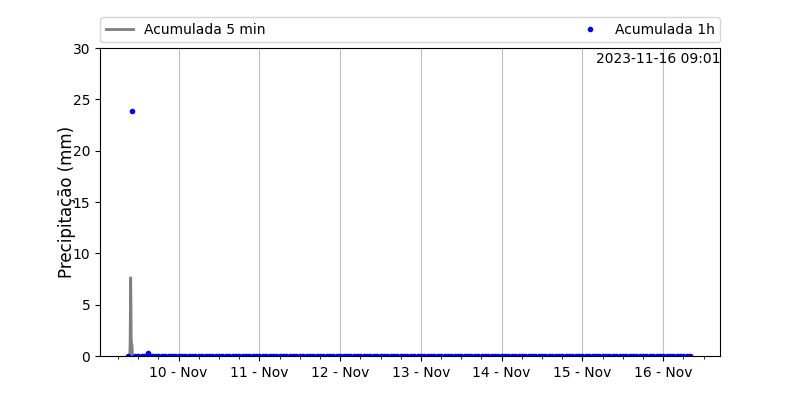 Acumulada 5 min Acumulada 1h
2023-11-16 09:01
Precipitação (mm)
30
25
20
15
10
5
0
10 - Nov 11 - Nov 12 - Nov 13 - Nov 14 - Nov 15 - Nov 16 - Nov